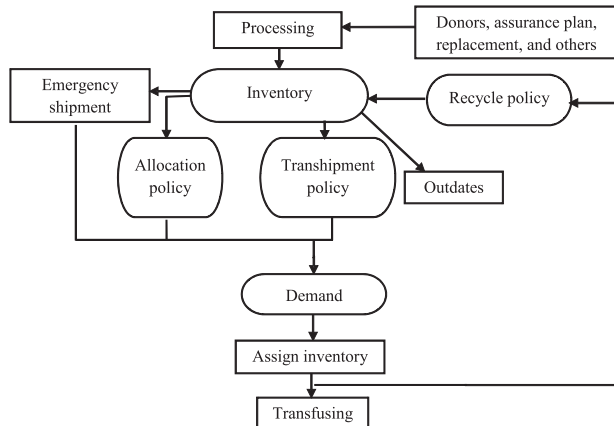 Processing
Donors, assurance plan,
replacement, and others
Emergency
shipment
Inventory
Recycle policy
Allocation
policy
Transhipment
policy
Outdates
Demand
Assign inventory
Transfusing